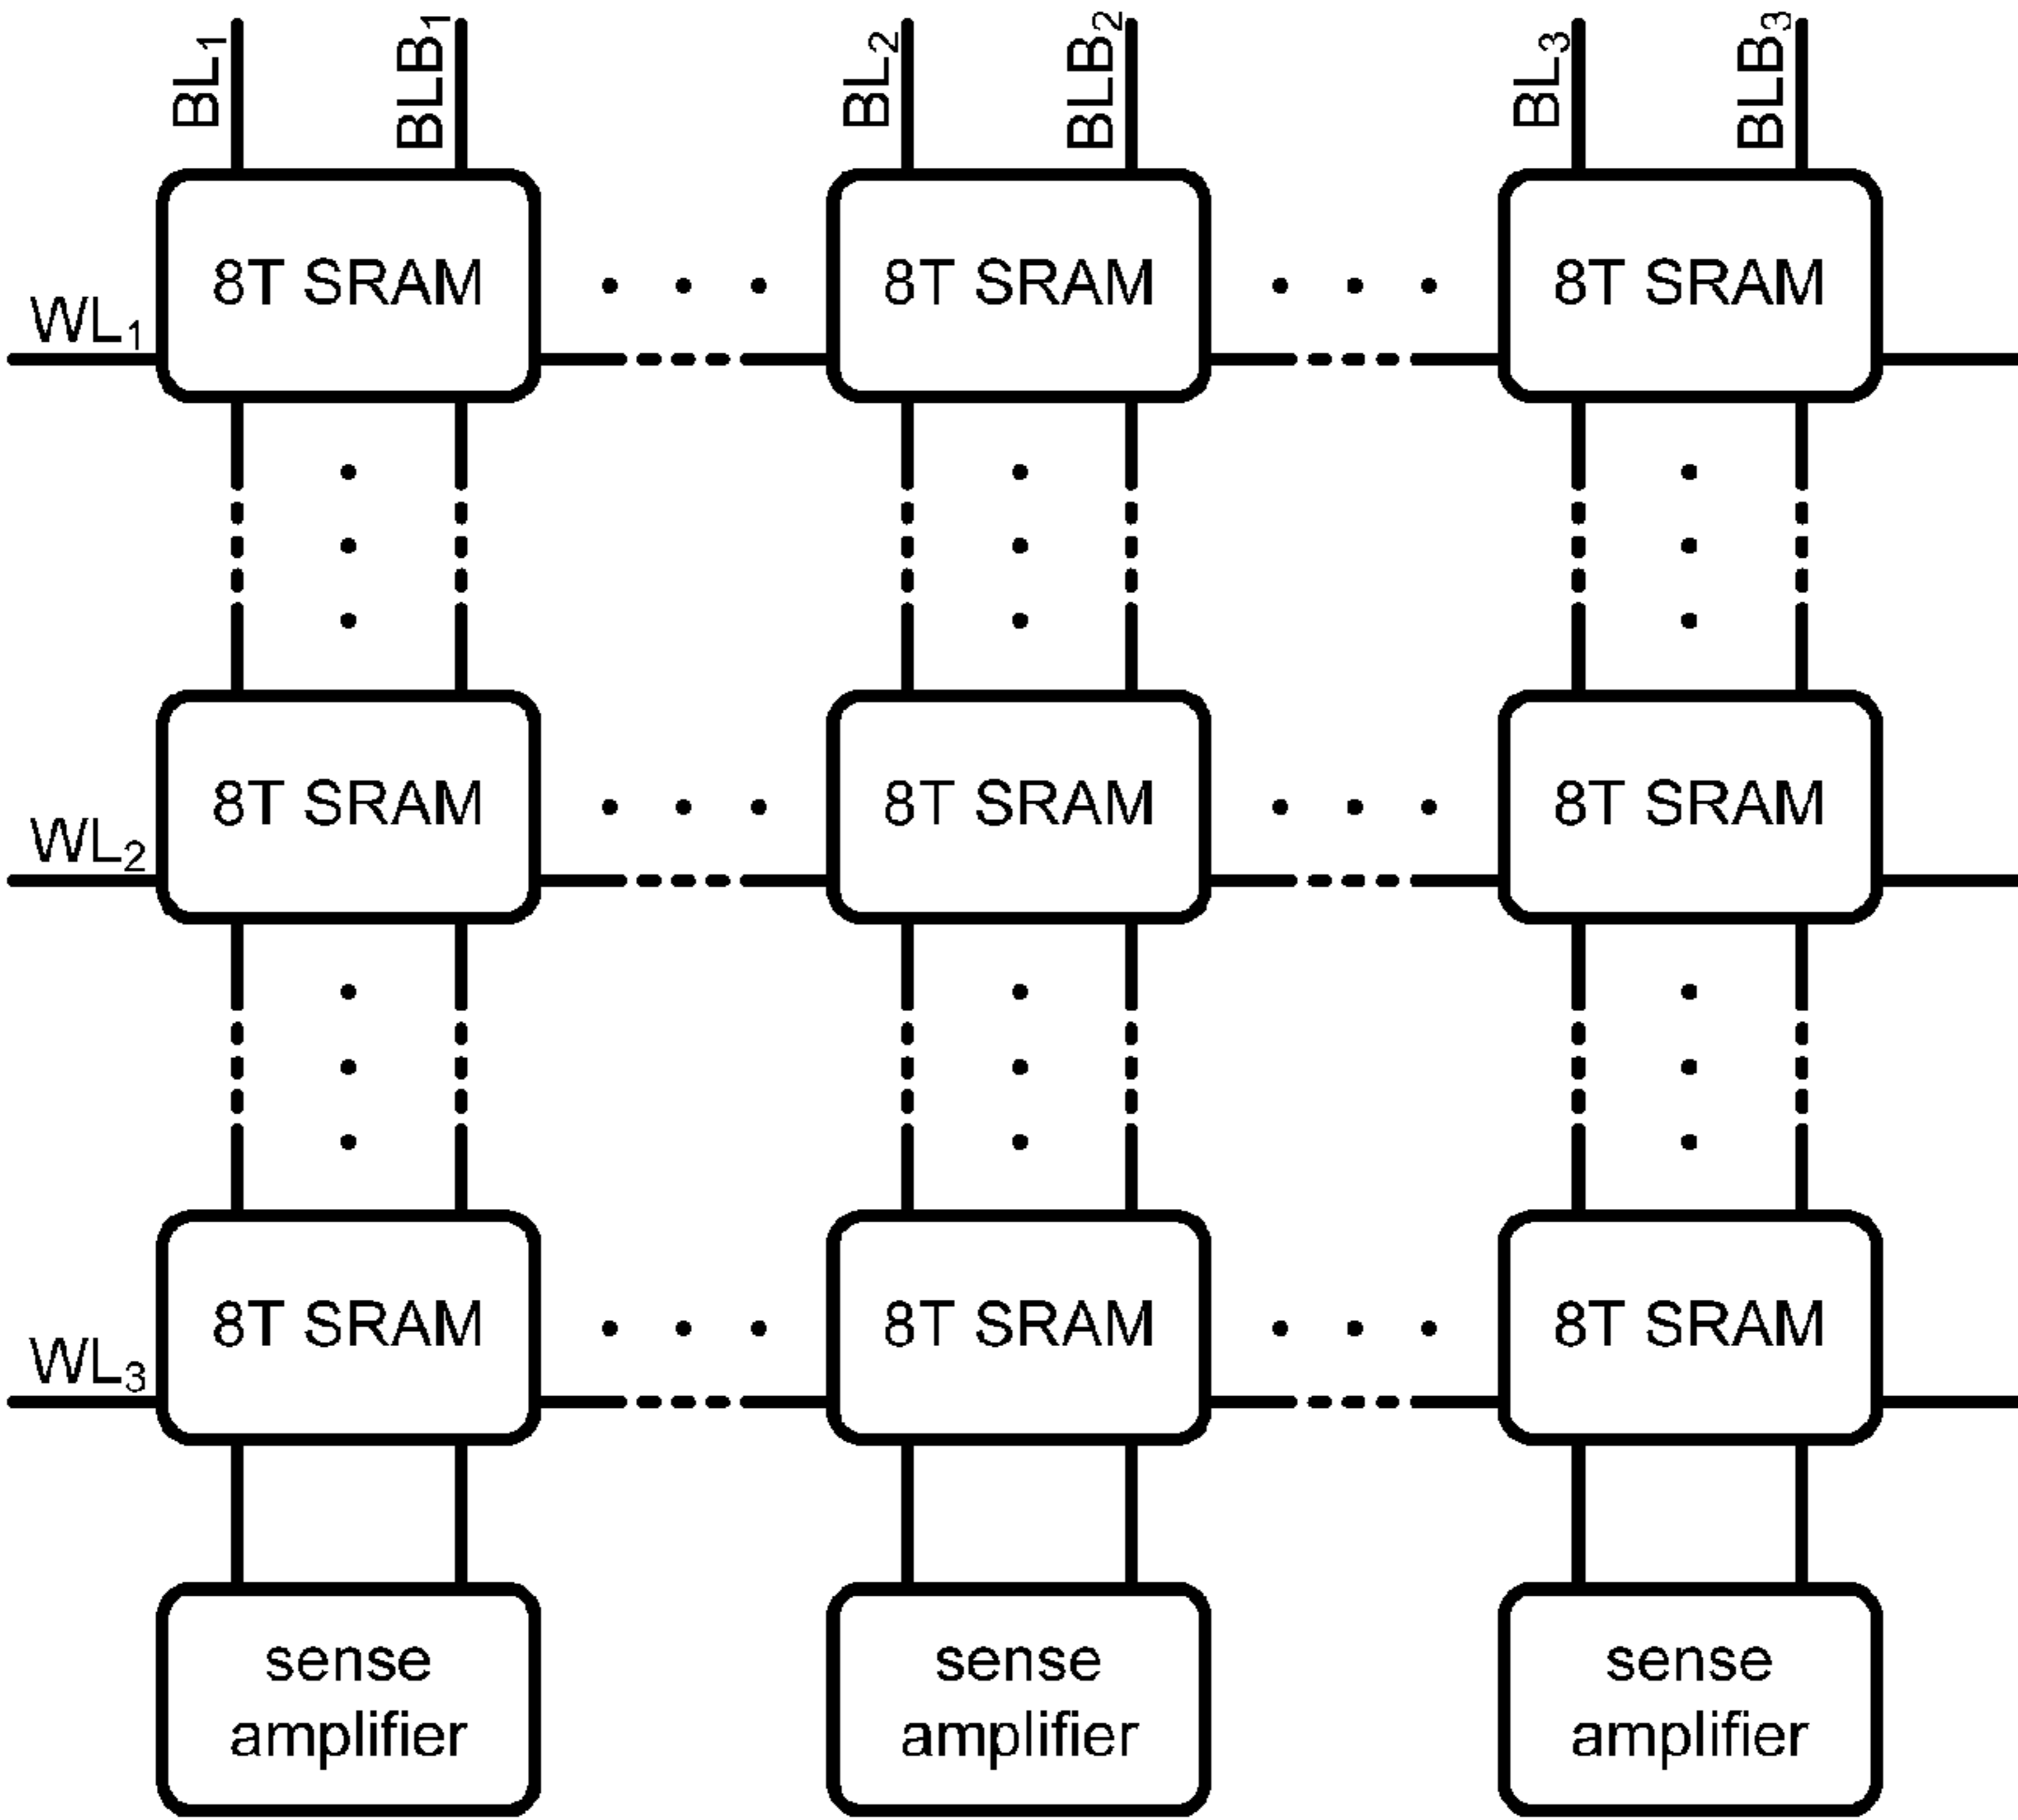 BL₁ BLB₁ BL₂ BLB₂ BL₃ BLB₃
8T SRAM 8T SRAM 8T SRAM
WL₁
8T SRAM 8T SRAM 8T SRAM
WL₂
8T SRAM 8T SRAM 8T SRAM
WL₃
sense sense sense
amplifier amplifier amplifier